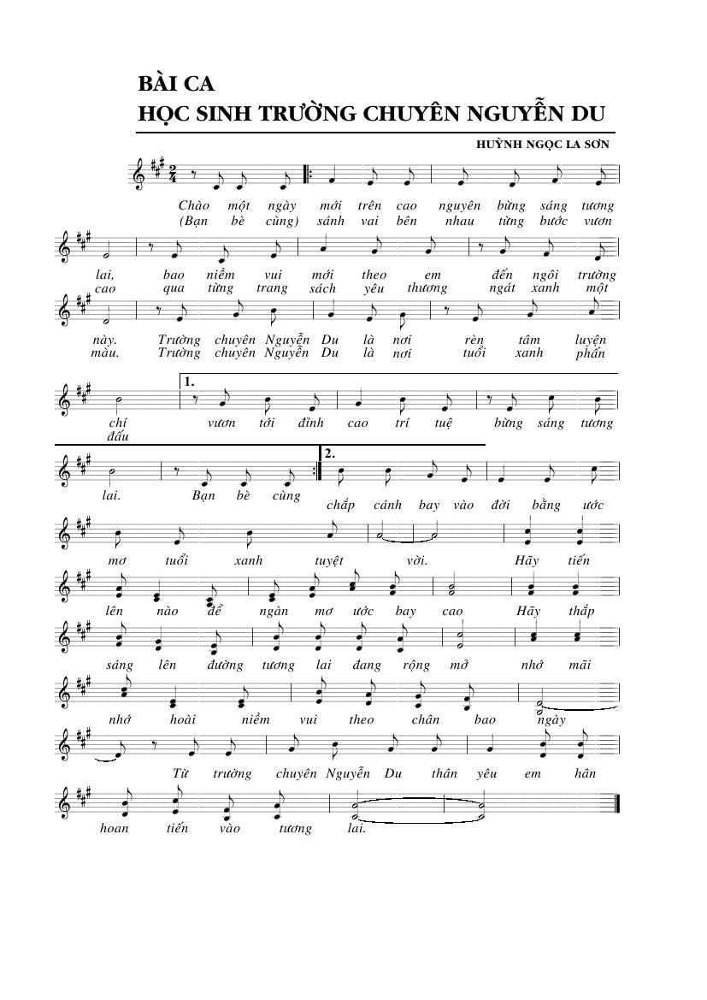 BÀI CA
HỌC SINH TRƯỜNG CHUYÊN NGUYỄN DU
HUỲNH NGỌC LA SƠN
2
4
Chào một ngày mới trên cao nguyên bừng sáng tương
(Bạn bè cùng) sánh vai bên nhau từng bước vươn
lai, bao niềm vui mới theo em đến ngôi trường
cao qua từng trang sách yêu thương ngát xanh một
này. Trường chuyên Nguyễn Du là nơi rèn tâm luyện
màu. Trường chuyên Nguyễn Du là nơi tuổi xanh phấn
1.
chí vươn tới đỉnh cao trí tuệ bừng sáng tương
đấu
2.
lai. Bạn bè cùng chắp cánh bay vào đời bằng ước
mơ tuổi xanh tuyệt vời. Hãy tiến
lên nào để ngàn mơ ước bay cao Hãy thắp
sáng lên đường tương lai đang rộng mở nhớ mãi
nhớ hoài niềm vui theo chân bao ngày
Từ trường chuyên Nguyễn Du thân yêu em hân
hoan tiến vào tương lai.